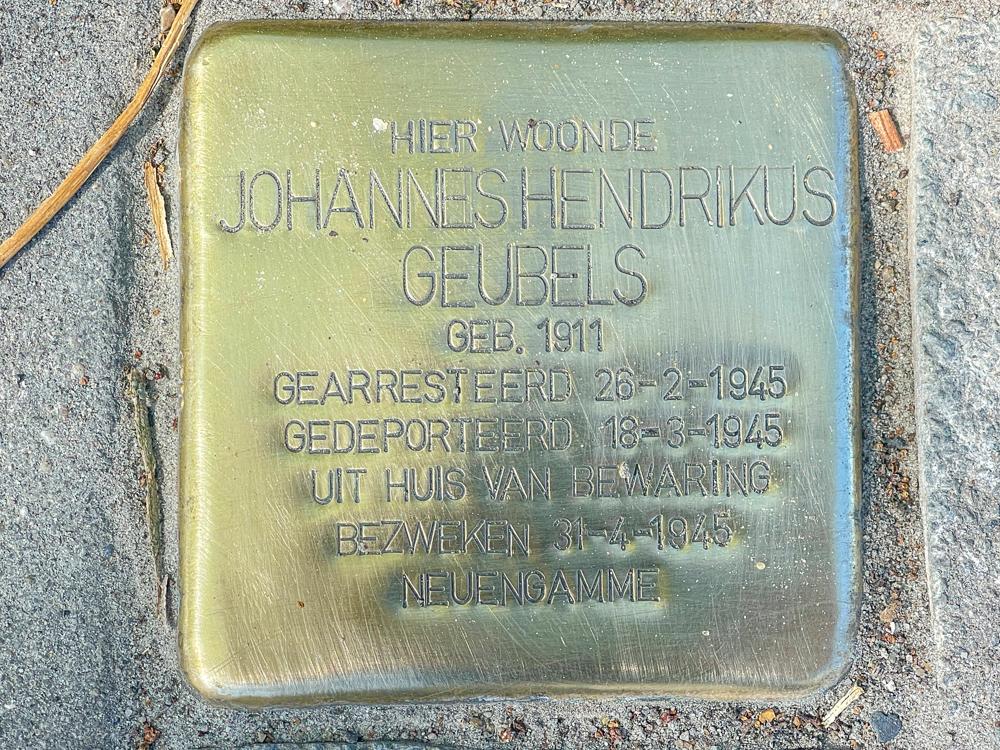 HIER WOONDE
JOHANNES HENDRIKUS
GEUBELS
GEB. 1911
GEARRESTEERD 26-2-1945
GEDEPORTEERD 18-3-1945
UIT HUIS VAN BEWARING
BEZWEKEN 31-4-1945
NEUENGAMME